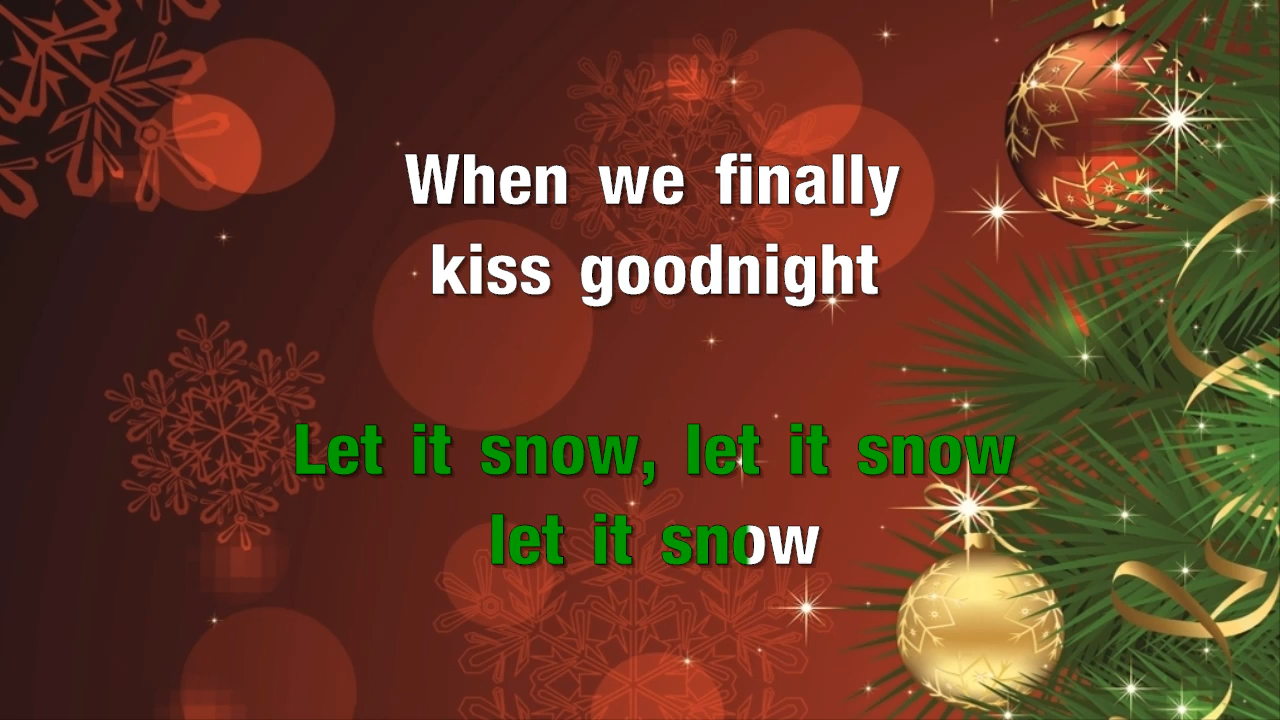 When we finally
kiss goodnight
Let it snow, let it snow
let it snow